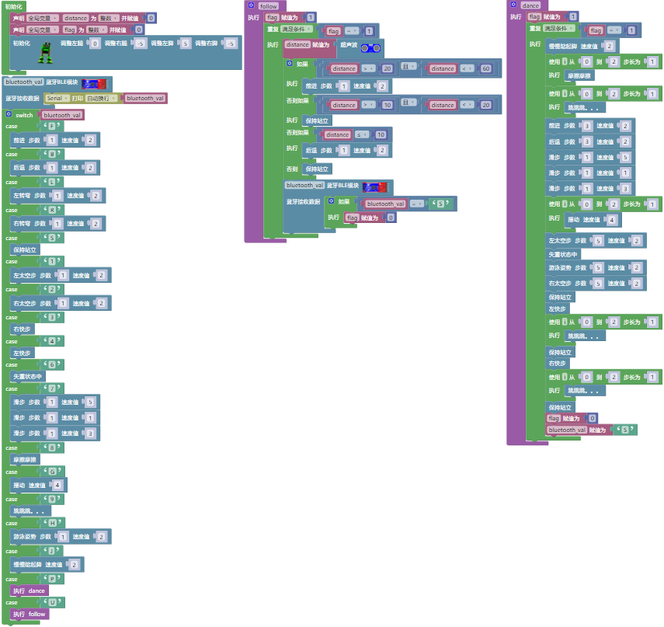 初始化
声明 全局变量 distance 为 整数 并赋值 0
声明 全局变量 flag 为 整数 并赋值 0
初始化 调整左腿 0 调整右腿 -5 调整左脚 5 调整右脚 -5
bluetooth_val 蓝牙BLE模块
蓝牙接收数据 Serial 打印 自动换行 bluetooth_val
switch bluetooth_val
case
前进 步数 1 速度值 2
case
后退 步数 1 速度值 2
case "L"
左转弯 步数 1 速度值 2
case "R"
右转弯 步数 1 速度值 2
case "S"
保持站立
case "1"
左太空步 步数 1 速度值 2
case "2"
右太空步 步数 1 速度值 2
case "3"
右快步
case "4"
左快步
case "6"
矢量状态中
case "7"
漫步 步数 1 速度值 5
漫步 步数 1 速度值 1
漫步 步数 1 速度值 3
case "8"
摩擦摩擦
case "G"
摇动 速度值 4
case "9"
跳跳跳。。。
case "H"
游泳姿势 步数 1 速度值 2
case "J"
慢慢踮起脚 速度值 2
case "P"
执行 dance
case "U"
执行 follow
follow
执行 flag 赋值为 1
满足条件 flag = 1
执行 distance 赋值为 超声波
如果 distance > 20 且 distance < 60
执行 前进 步数 1 速度值 2
否则如果 distance > 10 且 distance < 20
执行 保持站立
否则如果 distance ≤ 10
执行 后退 步数 1 速度值 2
否则 保持站立
bluetooth_val 蓝牙BLE模块
蓝牙接收数据 如果 bluetooth_val = "S"
执行 flag 赋值为 0
dance
执行 flag 赋值为 1
满足条件 flag = 1
执行 慢慢踮起脚 速度值 2
使用 i 从 0 到 2 步长为 1
执行 摩擦摩擦
使用 i 从 0 到 2 步长为 1
执行 跳跳跳。。。
前进 步数 3 速度值 2
后退 步数 3 速度值 2
漫步 步数 1 速度值 5
漫步 步数 1 速度值 1
漫步 步数 1 速度值 3
使用 i 从 0 到 2 步长为 1
执行 摇动 速度值 4
左太空步 步数 5 速度值 2
矢量状态中
游泳姿势 步数 5 速度值 2
右太空步 步数 5 速度值 2
保持站立
左快步
使用 i 从 0 到 2 步长为 1
执行 跳跳跳。。。
保持站立
右快步
使用 i 从 0 到 2 步长为 1
执行 跳跳跳。。。
保持站立
flag 赋值为 0
bluetooth_val 赋值为 "S"